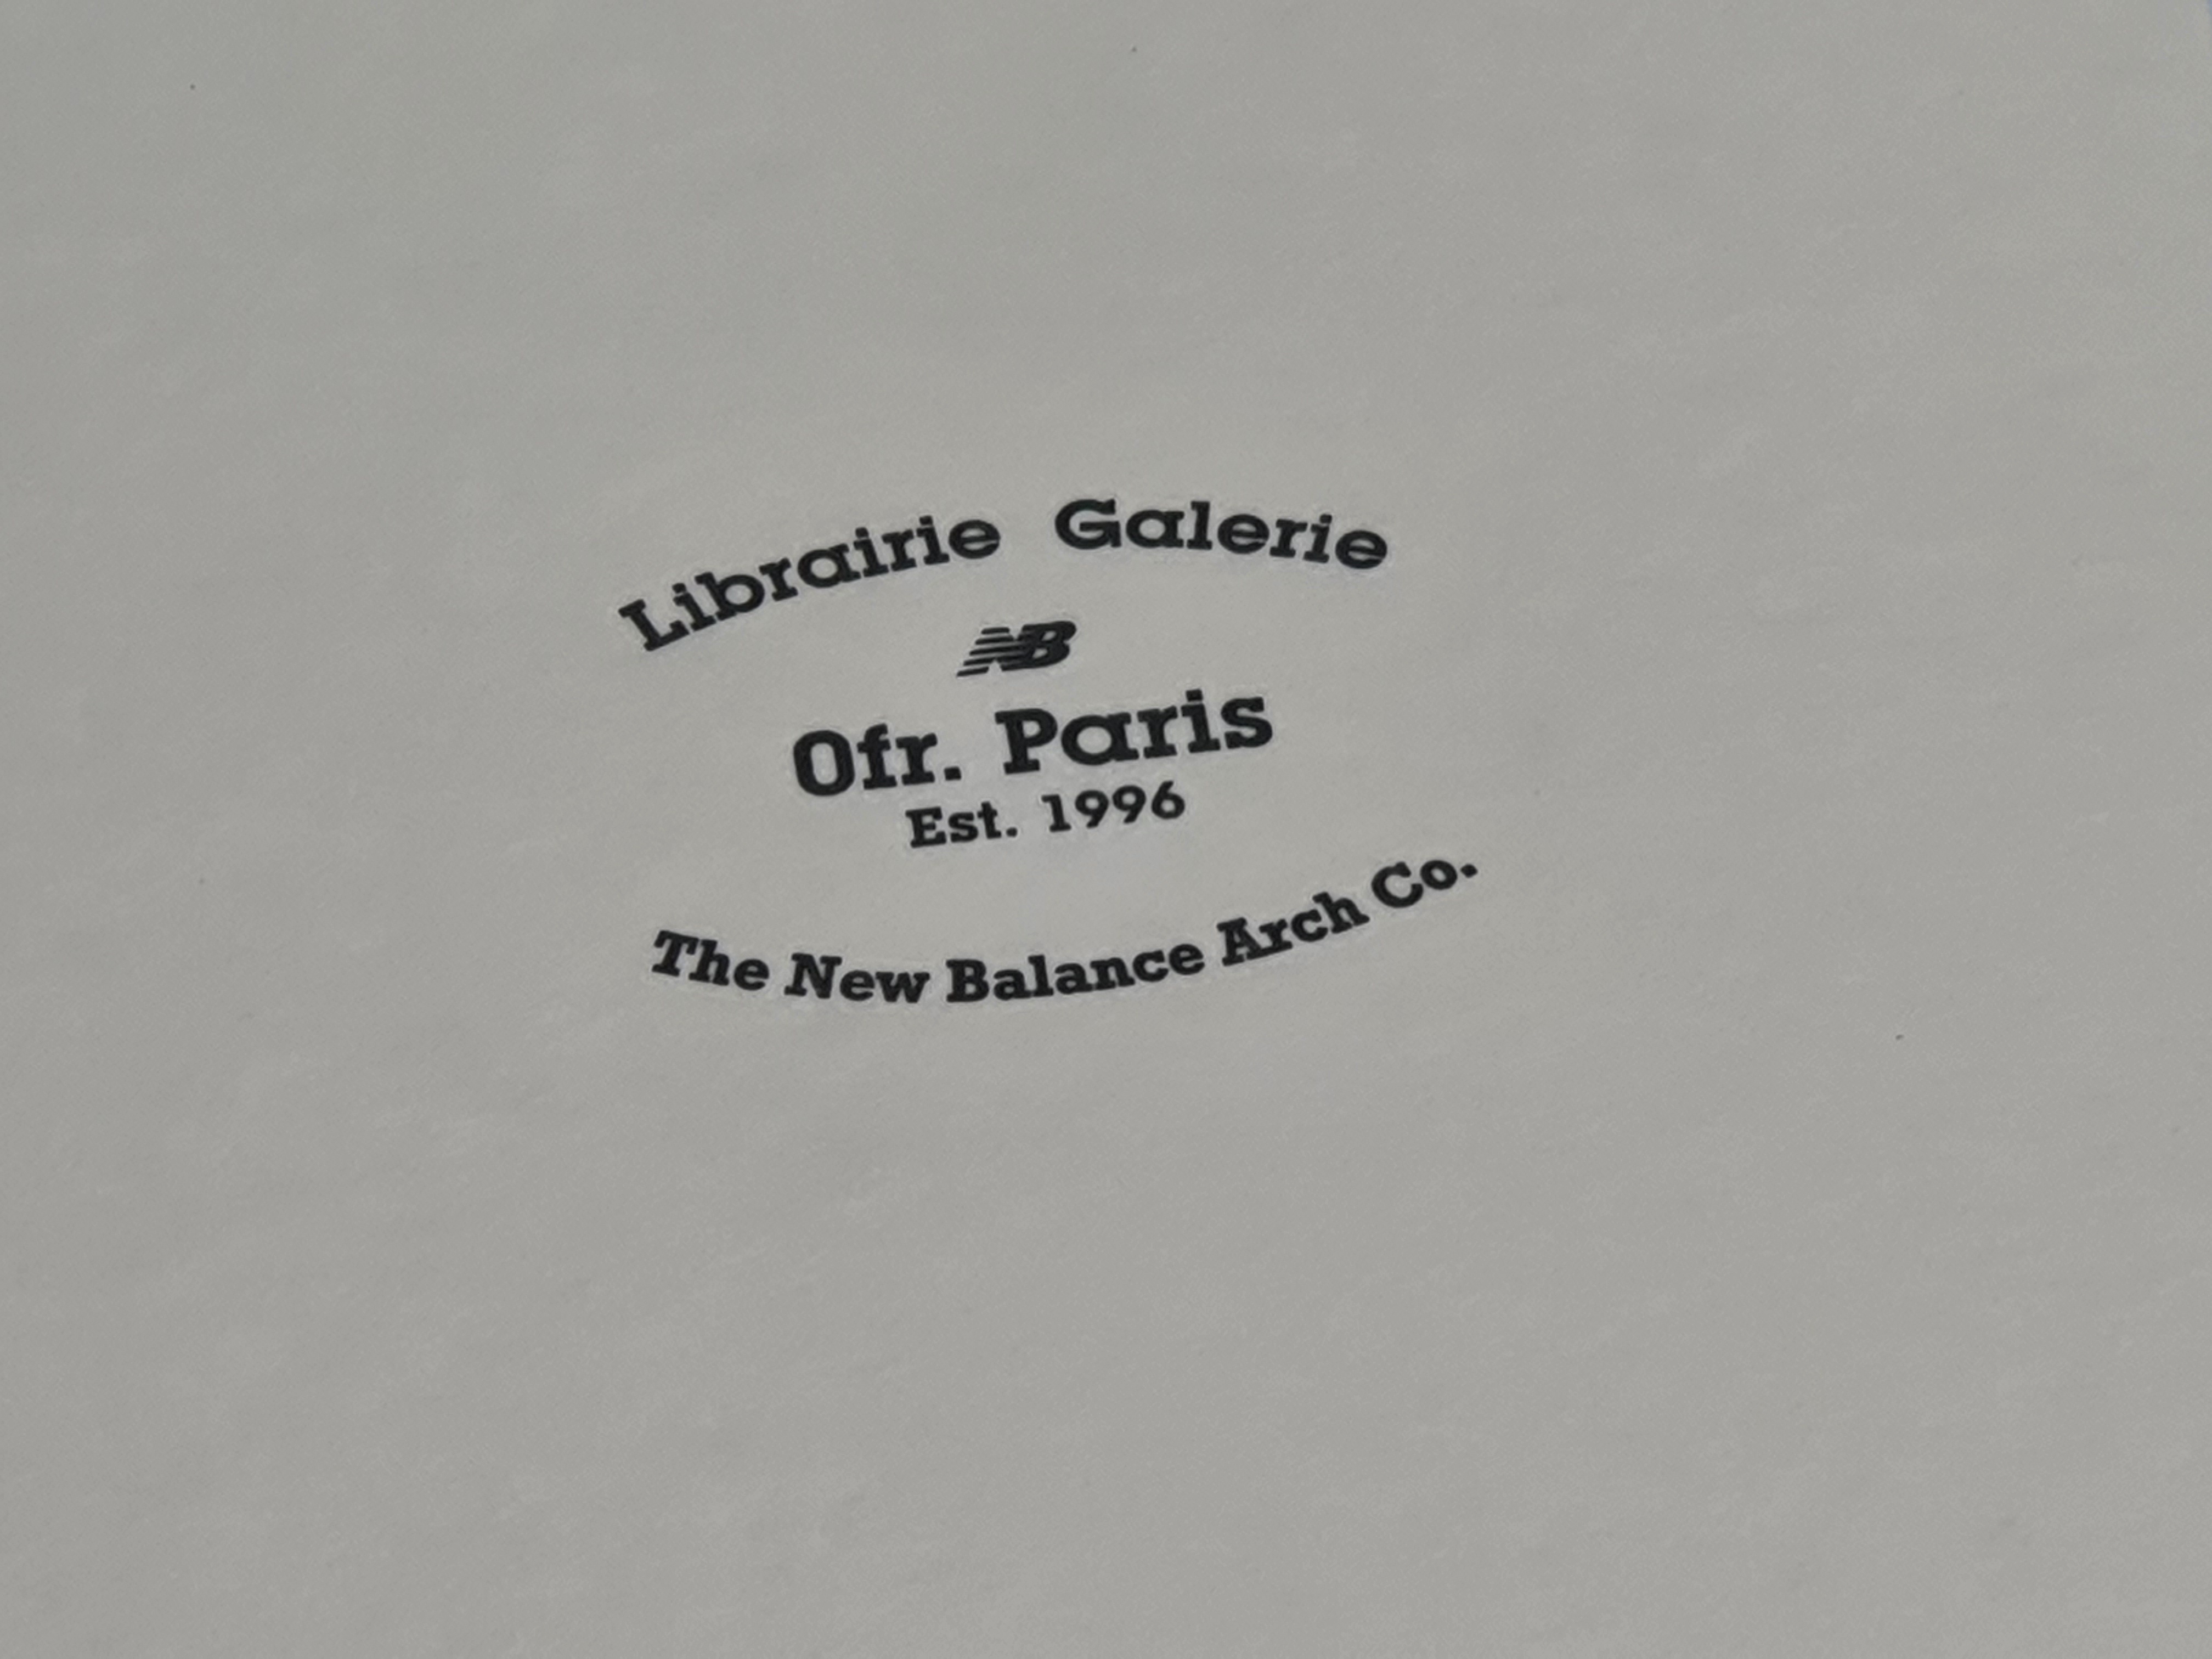 Librairie Galerie
NB
Ofr. Paris
Est. 1996
The New Balance Arch Co.